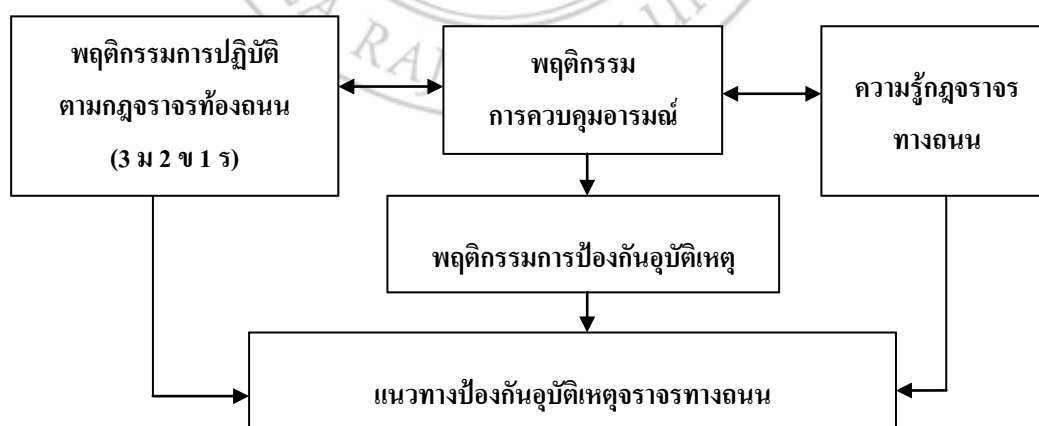 พฤติกรรมการปฏิบัติ
ตามกฎจราจรท้องถนน
(3 ม 2 ข 1 ร)
พฤติกรรม
การควบคุมอารมณ์
ความรู้กฎจราจร
ทางถนน
พฤติกรรมการป้องกันอุบัติเหตุ
แนวทางป้องกันอุบัติเหตุจราจรทางถนน